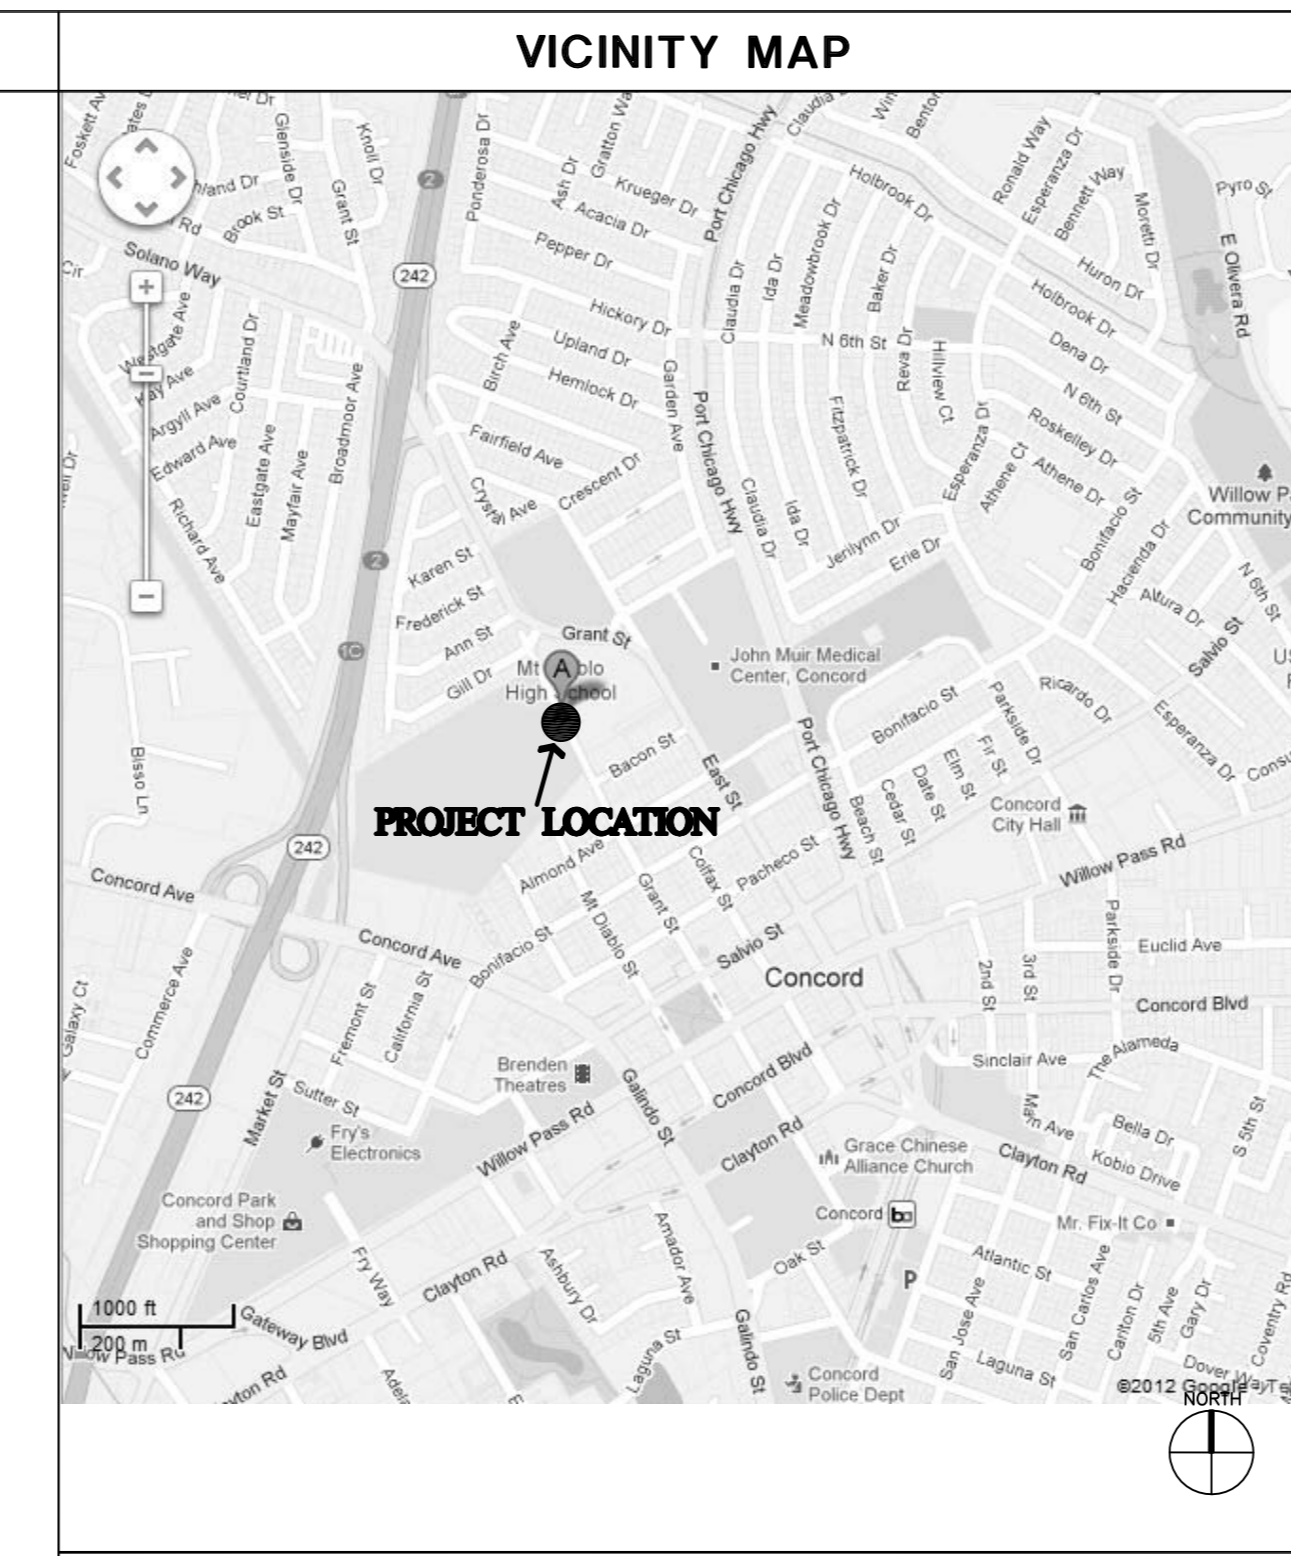 VICINITY MAP
Glenside Dr
Knoll Dr
Grant St
Brook St
Solano Way
Ponderosa Dr
Ash Dr
Krueger Dr
Acacia Dr
Pepper Dr
Port Chicago Hwy
Holbrook Dr
Ronald Way
Esperanza Dr
Bennett Way
Moretti Dr
Pyro St
E Olivera Rd
Huron Dr
Holbrook Dr
2
242
Hickory Dr
Upland Dr
Hemlock Dr
Birch Ave
Garden Ave
Claudia Dr
Ida Dr
Meadowbrook Dr
Baker Dr
N 6th St
Reva Dr
Hillview Ct
Dena Dr
N 6th St
Roskelley Dr
Westgate Ave
Kay Ave
Argyll Ave
Edward Ave
Courtland Dr
Eastgate Ave
Mayfair Ave
Broadmoor Ave
Richard Ave
Fairfield Ave
Crystal Ave
Crescent Dr
Port Chicago Hwy
Claudia Dr
Ida Dr
Fitzpatrick Dr
Jenlynn Dr
Erie Dr
Esperanza D
Athene Ct
Athene Dr
Bonifacio St
Hacienda Dr
Altura Dr
N 6th St
Salvio St
Willow P
Community
2
Karen St
Frederick St
Ann St
Gill Dr
1C
Grant St
Mt
A
blo
High
chool
John Muir Medical
Center, Concord
Bonifacio St
Parkside Dr
Ricardo Dr
Esperanza Dr
Bisso Ln
Bacon St
East St
Port Chicago Hwy
Fir St
Elm St
Date St
Cedar St
Beach St
Concord
City Hall
PROJECT LOCATION
242
Concord Ave
Almond Ave
Colfax St
Pacheco St
Willow Pass Rd
Grant St
Mt Diablo St
Bonifacio St
Concord Ave
Salvio St
Concord
Parkside Dr
Euclid Ave
2nd St
3rd St
Concord Blvd
Galaxy Ct
Commerce Ave
Fremont St
California St
Sinclair Ave
The Alameda
Brenden
Theatres
Galindo St
Concord Blvd
242
Market St
Sutter St
Main Ave
Bella Dr
S 5th St
Fry's
Electronics
Willow Pass Rd
Clayton Rd
Grace Chinese
Alliance Church
Clayton Rd
Kobio Drive
Concord Park
and Shop
Shopping Center
Concord
Mr. Fix-It Co
Amador Ave
Oak St
Atlantic St
Fry Way
Clayton Rd
Ashbury Dr
P
San Jose Ave
San Carlos Ave
Carlton Dr
5th Ave
Gary Dr
Coventry Rd
1000 ft
200 m
Gateway Blvd
Galindo St
Laguna St
Laguna St
Concord
Police Dept
©2012 Google
NORTH